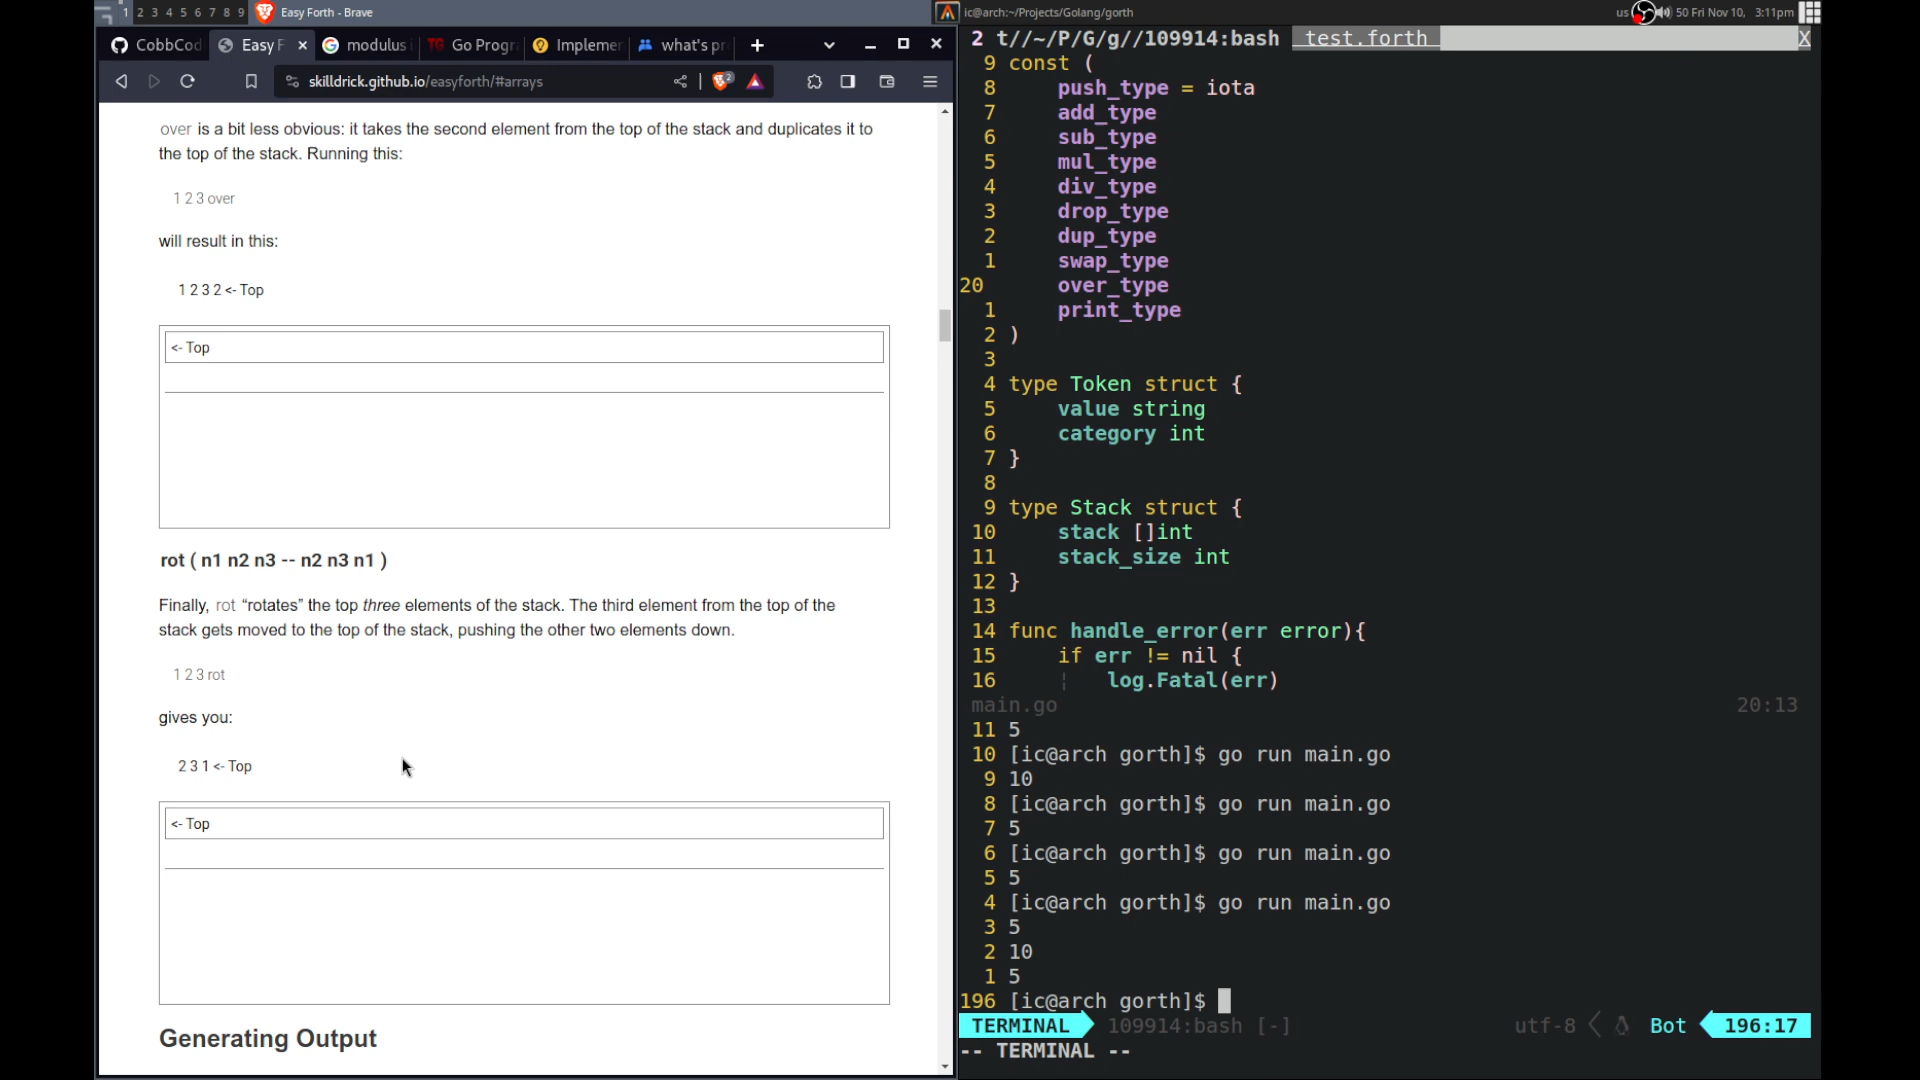 1 2 3 4 5 6 7 8 9 Easy Forth - Brave
ic@arch:~/Projects/Golang/gorth
us 50 Fri Nov 10, 3:11pm
CobbCod
Easy F
modulus
Go Progr
Implemen
what's pr
skilldrick.github.io/easyforth/#arrays
2
over is a bit less obvious: it takes the second element from the top of the stack and duplicates it to
the top of the stack. Running this:
1 2 3 over
will result in this:
1 2 3 2 <- Top
<- Top
rot ( n1 n2 n3 -- n2 n3 n1 )
Finally, rot “rotates” the top three elements of the stack. The third element from the top of the
stack gets moved to the top of the stack, pushing the other two elements down.
1 2 3 rot
gives you:
2 3 1 <- Top
<- Top
Generating Output
2 t//~/P/G/g//109914:bash test.forth X
9 const (
8 push_type = iota
7 add_type
6 sub_type
5 mul_type
4 div_type
3 drop_type
2 dup_type
1 swap_type
20 over_type
1 print_type
2 )
3
4 type Token struct {
5 value string
6 category int
7 }
8
9 type Stack struct {
10 stack []int
11 stack_size int
12 }
13
14 func handle_error(err error){
15 if err != nil {
16 ¦ log.Fatal(err)
main.go 20:13
11 5
10 [ic@arch gorth]$ go run main.go
9 10
8 [ic@arch gorth]$ go run main.go
7 5
6 [ic@arch gorth]$ go run main.go
5 5
4 [ic@arch gorth]$ go run main.go
3 5
2 10
1 5
196 [ic@arch gorth]$
TERMINAL 109914:bash [-] utf-8 Bot 196:17
-- TERMINAL --